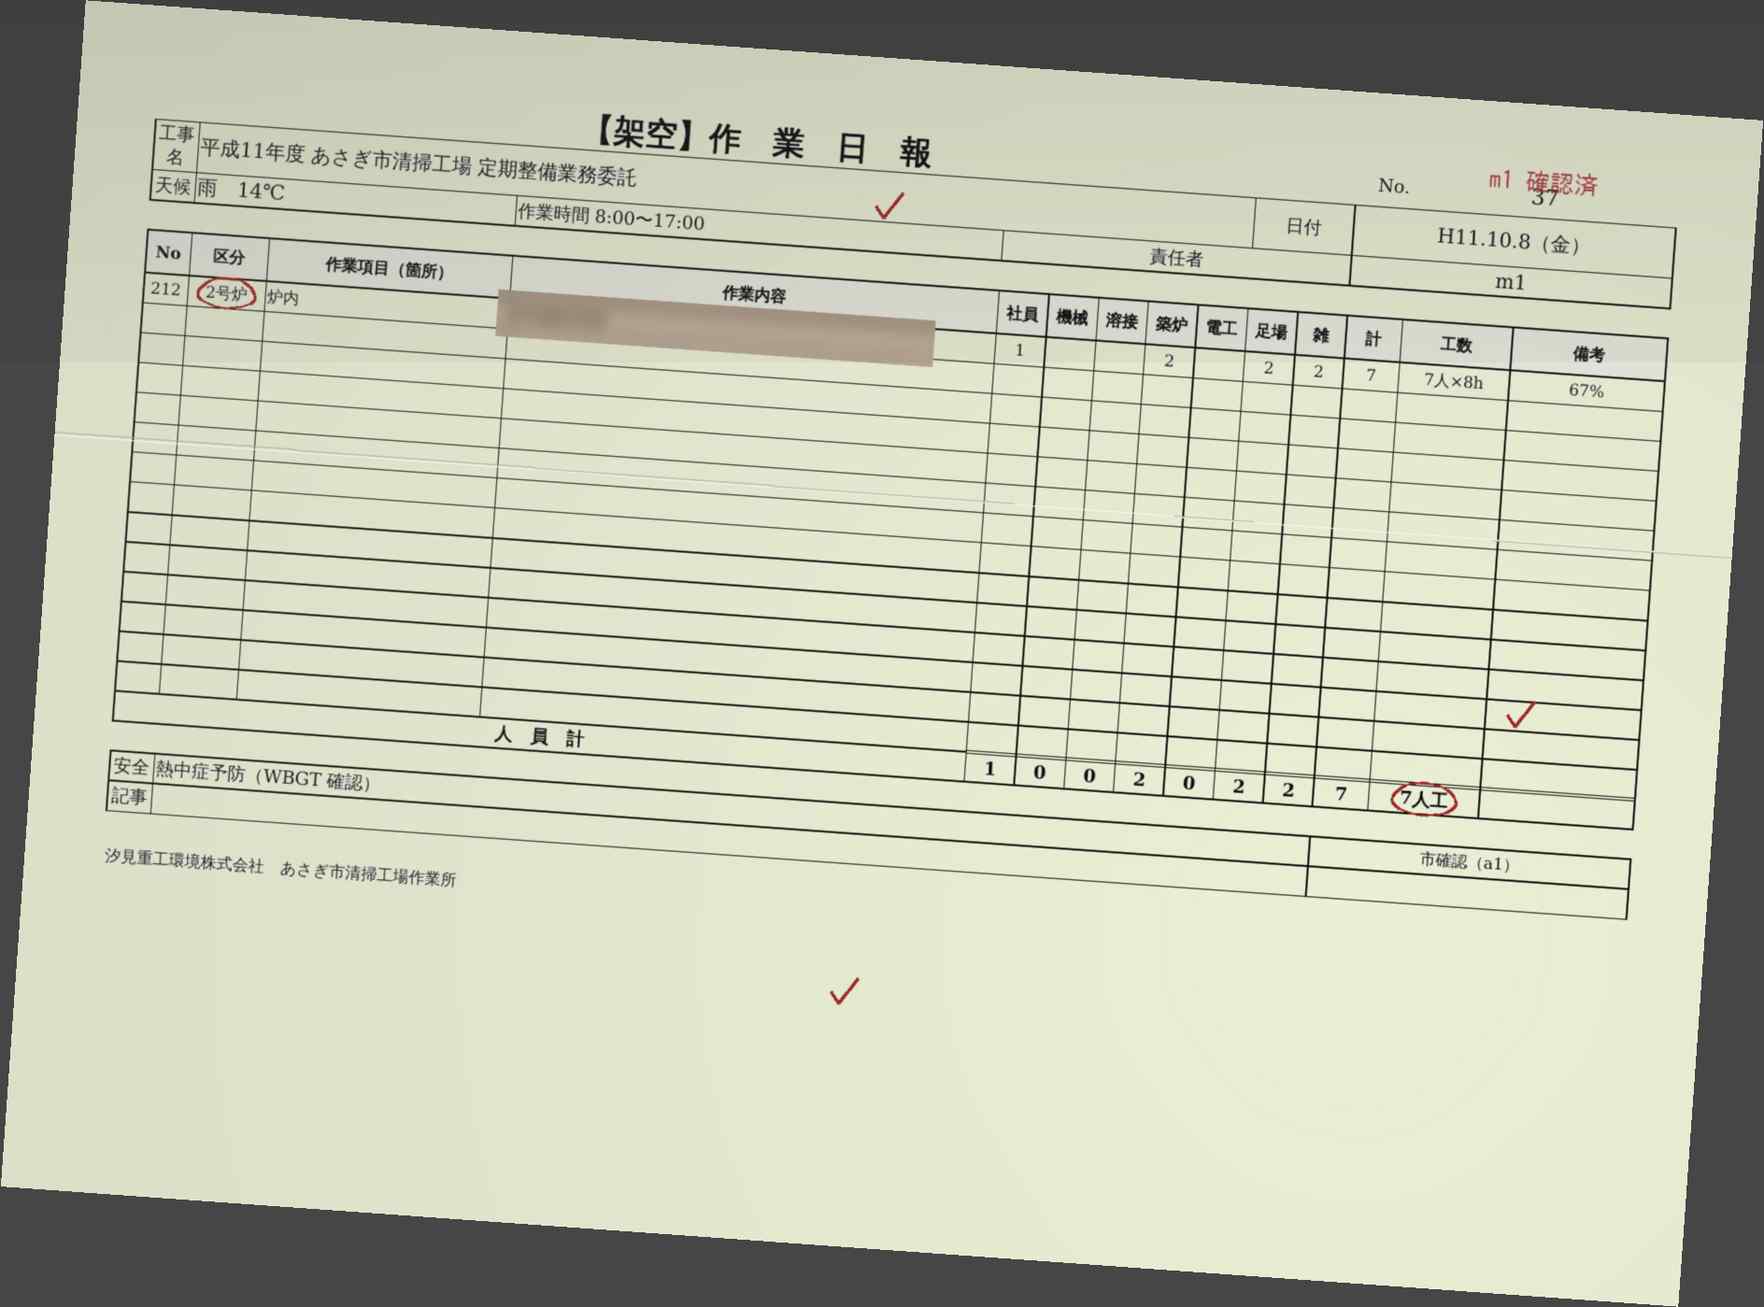 【架空】作　業　日　報
No. 37
m1 確認済
工事名 平成11年度 あさぎ市清掃工場 定期整備業務委託 日付 H11.10.8（金）
天候 雨　14℃ 作業時間 8:00〜17:00 責任者 m1
No 区分 作業項目（箇所） 作業内容 社員 機械 溶接 築炉 電工 足場 雑 計 工数 備考
212 2号炉 炉内 1 2 2 2 7 7人×8h 67%
人　員　計 1 0 0 2 0 2 2 7 7人工
安全 熱中症予防（WBGT 確認）
記事
市確認（a1）
汐見重工環境株式会社　あさぎ市清掃工場作業所